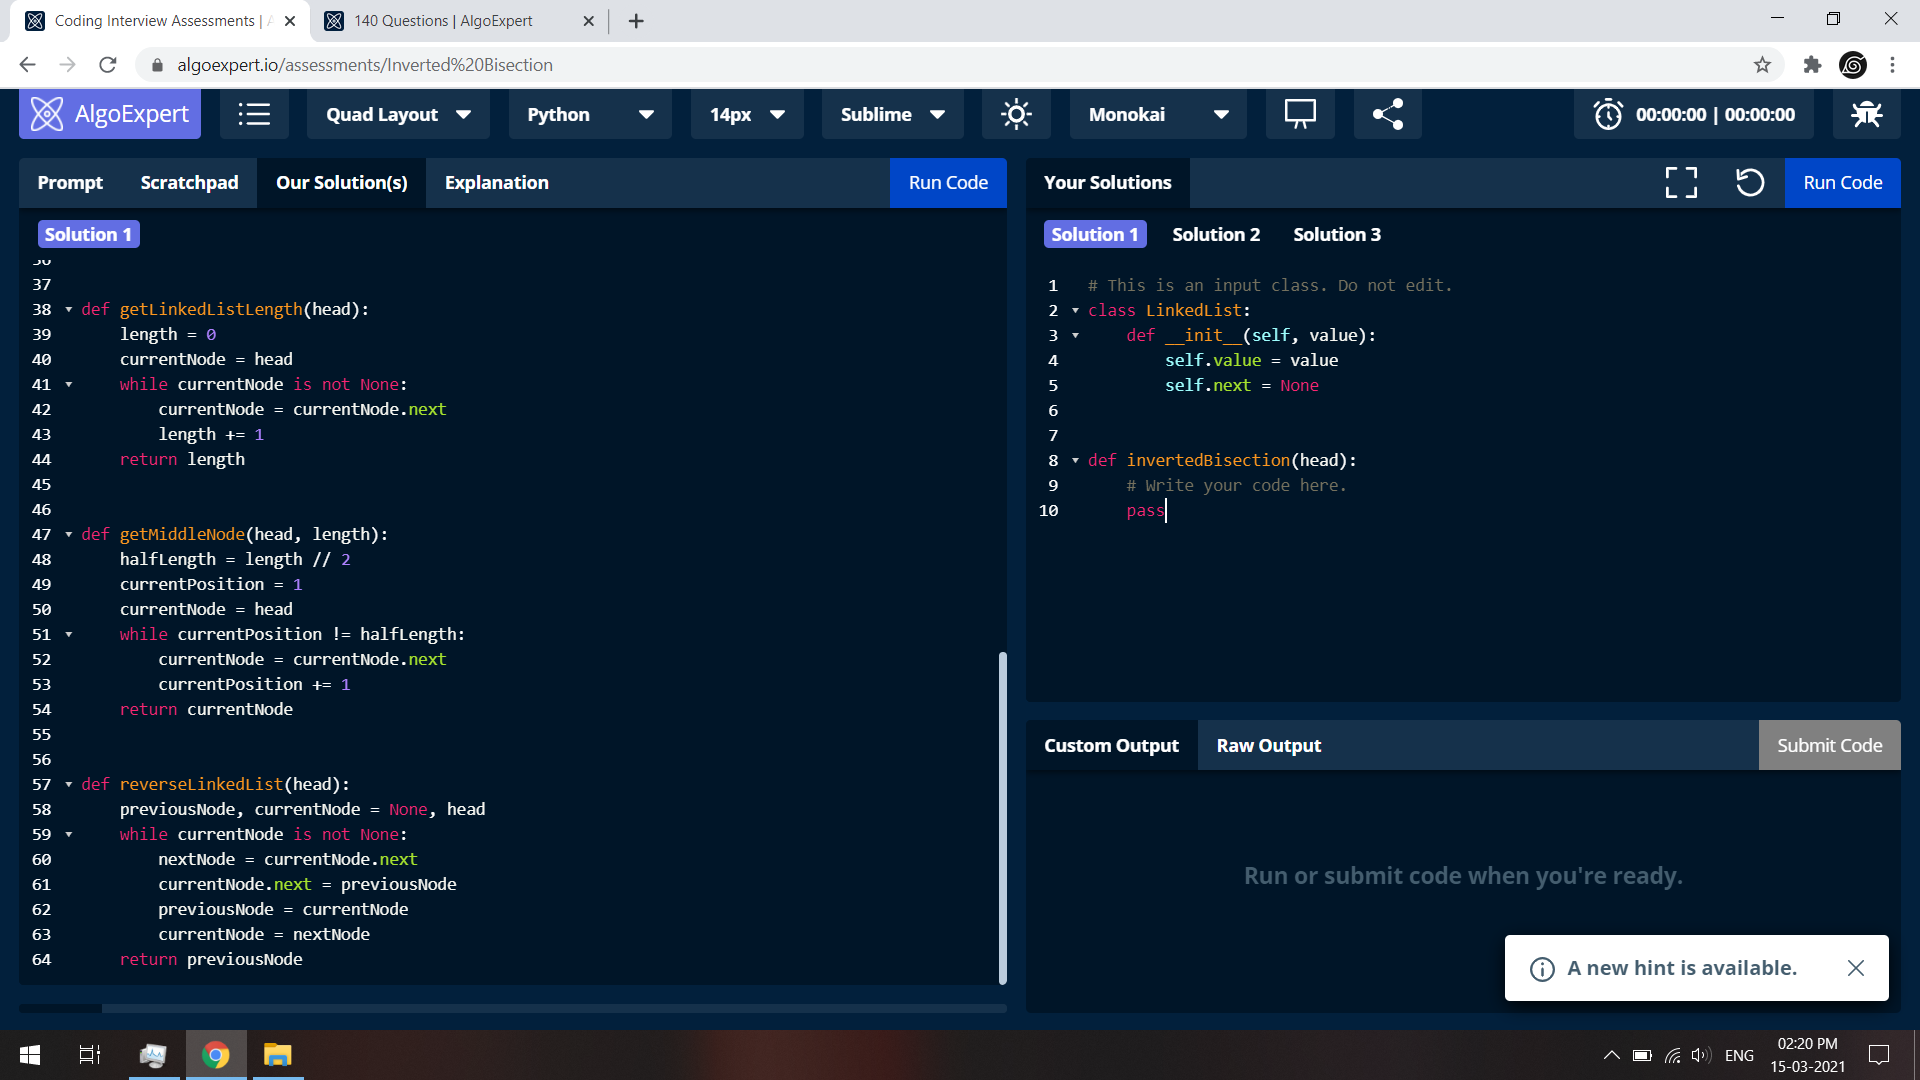 Coding Interview Assessments |
140 Questions | AlgoExpert
algoexpert.io/assessments/Inverted%20Bisection
AlgoExpert
Quad Layout
Python
14px
Sublime
Monokai
00:00:00 | 00:00:00
Prompt
Scratchpad
Our Solution(s)
Explanation
Run Code
Solution 1
36
37
38 def getLinkedListLength(head):
39 length = 0
40 currentNode = head
41 while currentNode is not None:
42 currentNode = currentNode.next
43 length += 1
44 return length
45
46
47 def getMiddleNode(head, length):
48 halfLength = length // 2
49 currentPosition = 1
50 currentNode = head
51 while currentPosition != halfLength:
52 currentNode = currentNode.next
53 currentPosition += 1
54 return currentNode
55
56
57 def reverseLinkedList(head):
58 previousNode, currentNode = None, head
59 while currentNode is not None:
60 nextNode = currentNode.next
61 currentNode.next = previousNode
62 previousNode = currentNode
63 currentNode = nextNode
64 return previousNode
Your Solutions
Run Code
Solution 1
Solution 2
Solution 3
1 # This is an input class. Do not edit.
2 class LinkedList:
3 def __init__(self, value):
4 self.value = value
5 self.next = None
6
7
8 def invertedBisection(head):
9 # Write your code here.
10 pass
Custom Output
Raw Output
Submit Code
Run or submit code when you're ready.
A new hint is available.
ENG
02:20 PM
15-03-2021